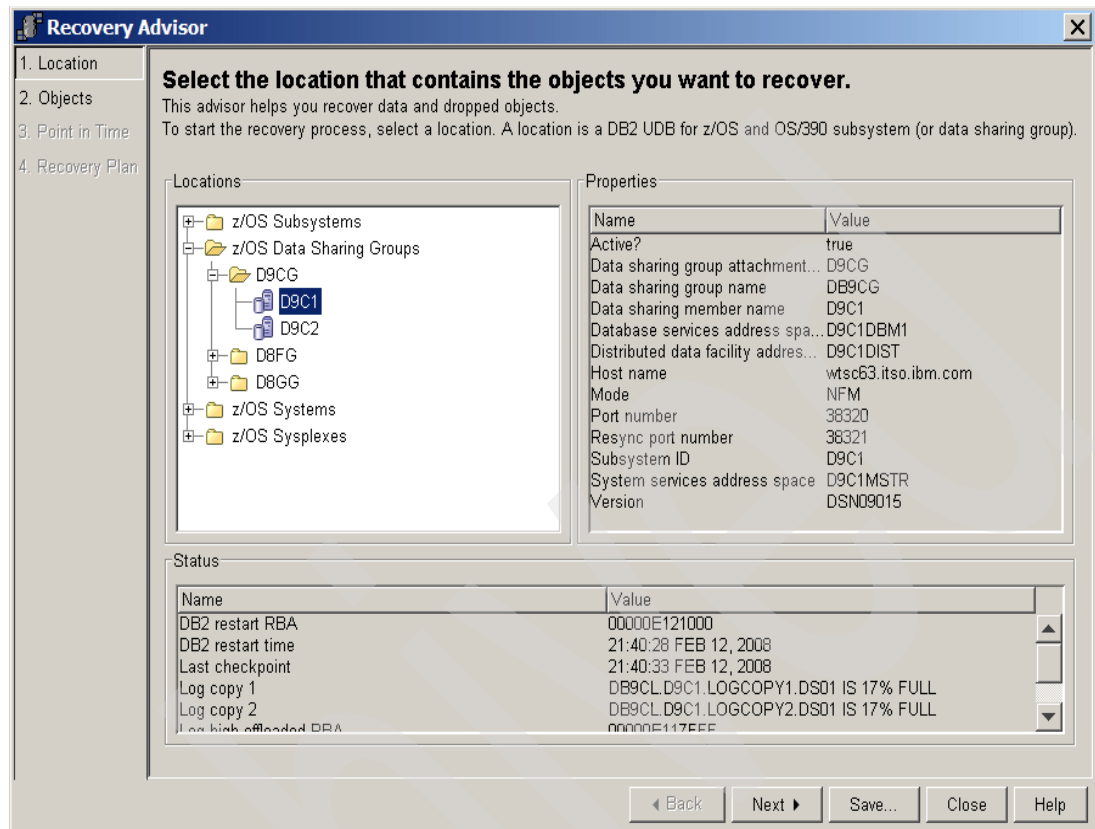 Recovery Advisor
1. Location
2. Objects
3. Point in Time
4. Recovery Plan
Select the location that contains the objects you want to recover.
This advisor helps you recover data and dropped objects.
To start the recovery process, select a location. A location is a DB2 UDB for z/OS and OS/390 subsystem (or data sharing group).
Locations
z/OS Subsystems
z/OS Data Sharing Groups
D9CG
D9C1
D9C2
D8FG
D8GG
z/OS Systems
z/OS Sysplexes
Properties
Name Value
Active? true
Data sharing group attachment... D9CG
Data sharing group name DB9CG
Data sharing member name D9C1
Database services address spa... D9C1DBM1
Distributed data facility addres... D9C1DIST
Host name wtsc63.itso.ibm.com
Mode NFM
Port number 38320
Resync port number 38321
Subsystem ID D9C1
System services address space D9C1MSTR
Version DSN09015
Status
Name Value
DB2 restart RBA 00000E121000
DB2 restart time 21:40:28 FEB 12, 2008
Last checkpoint 21:40:33 FEB 12, 2008
Log copy 1 DB9CL.D9C1.LOGCOPY1.DS01 IS 17% FULL
Log copy 2 DB9CL.D9C1.LOGCOPY2.DS01 IS 17% FULL
Log high offloaded RBA 00000E117FFF
Back Next Save... Close Help